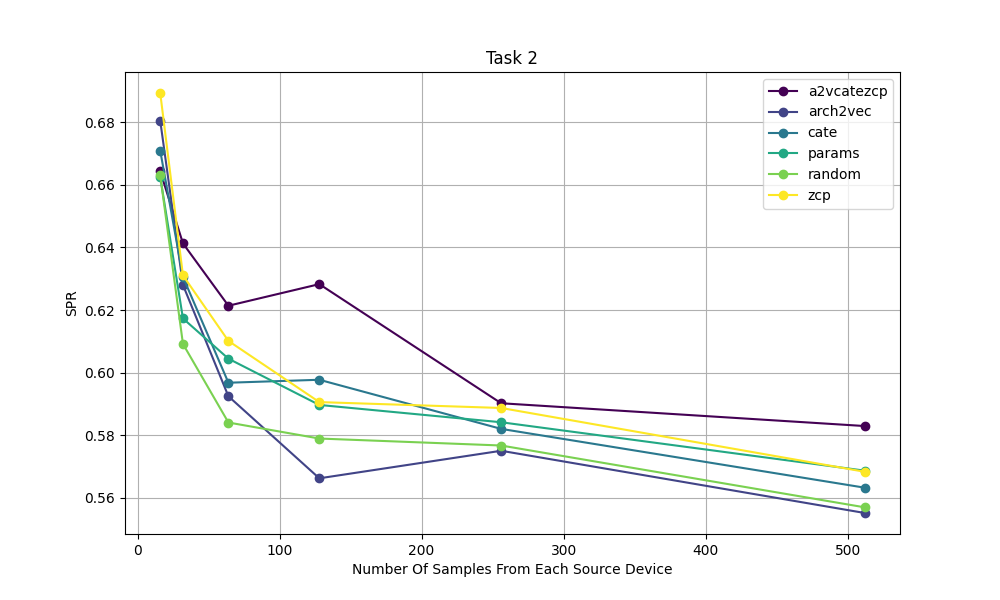 Task 2
SPR
0.68
0.66
0.64
0.62
0.60
0.58
0.56
a2vcatezcp
arch2vec
cate
params
random
zcp
0 100 200 300 400 500
Number Of Samples From Each Source Device